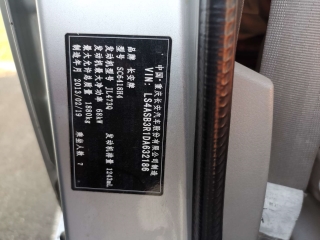 中国·重庆长安汽车股份有限公司制造
VIN: LS4ASB3R1DA632186
品牌 长安牌
型号 SC6418H4
发动机型号 JL473Q 发动机排量 1243mL
发动机最大净功率 68kW
最大允许总质量 1880kg
制造年月 2013/02/19 乘坐人数 7